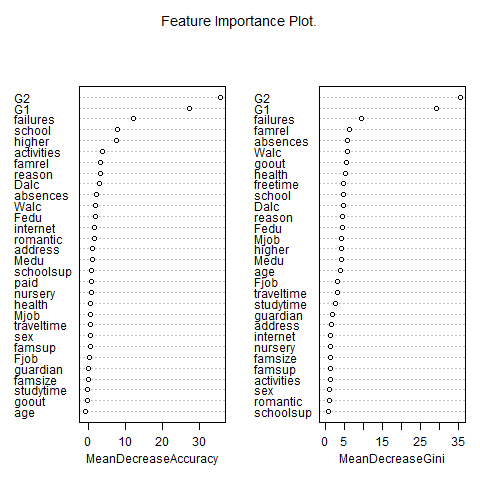 Feature Importance Plot.
G2
G1
failures
school
higher
activities
famrel
reason
Dalc
absences
Walc
Fedu
internet
romantic
address
Medu
schoolsup
paid
nursery
health
Mjob
traveltime
sex
famsup
Fjob
guardian
famsize
studytime
goout
age
0 10 20 30
MeanDecreaseAccuracy
G2
G1
failures
famrel
absences
Walc
goout
health
freetime
school
Dalc
reason
Fedu
Mjob
higher
Medu
age
Fjob
traveltime
studytime
guardian
address
internet
nursery
famsize
famsup
activities
sex
romantic
schoolsup
0 5 15 25 35
MeanDecreaseGini